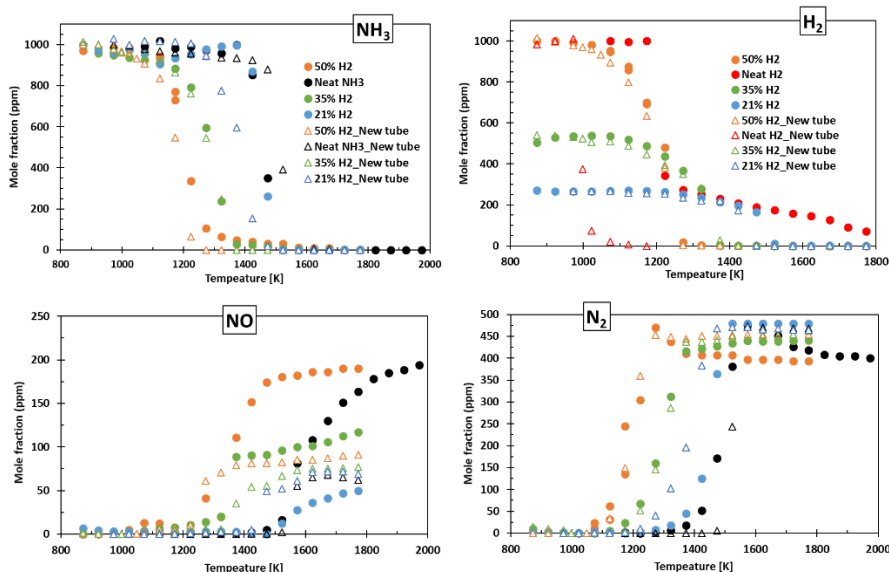 NH3
Mole fraction (ppm)
1200
1000
800
600
400
200
0
800
1000
1200
1400
1600
1800
2000
Tempeature [K]
50% H2
Neat NH3
35% H2
21% H2
50% H2_New tube
Neat NH3_New tube
35% H2_New tube
21% H2_New tube
H2
Mole fraction (ppm)
1200
1000
800
600
400
200
0
800
1000
1200
1400
1600
1800
Tempeature [K]
50% H2
Neat H2
35% H2
21% H2
50% H2_New tube
Neat H2_New tube
35% H2_New tube
21% H2_New tube
NO
Mole fraction (ppm)
250
200
150
100
50
0
800
1000
1200
1400
1600
1800
2000
Tempeature [K]
N2
Mole fraction (ppm)
500
450
400
350
300
250
200
150
100
50
0
800
1000
1200
1400
1600
1800
2000
Tempeature [K]